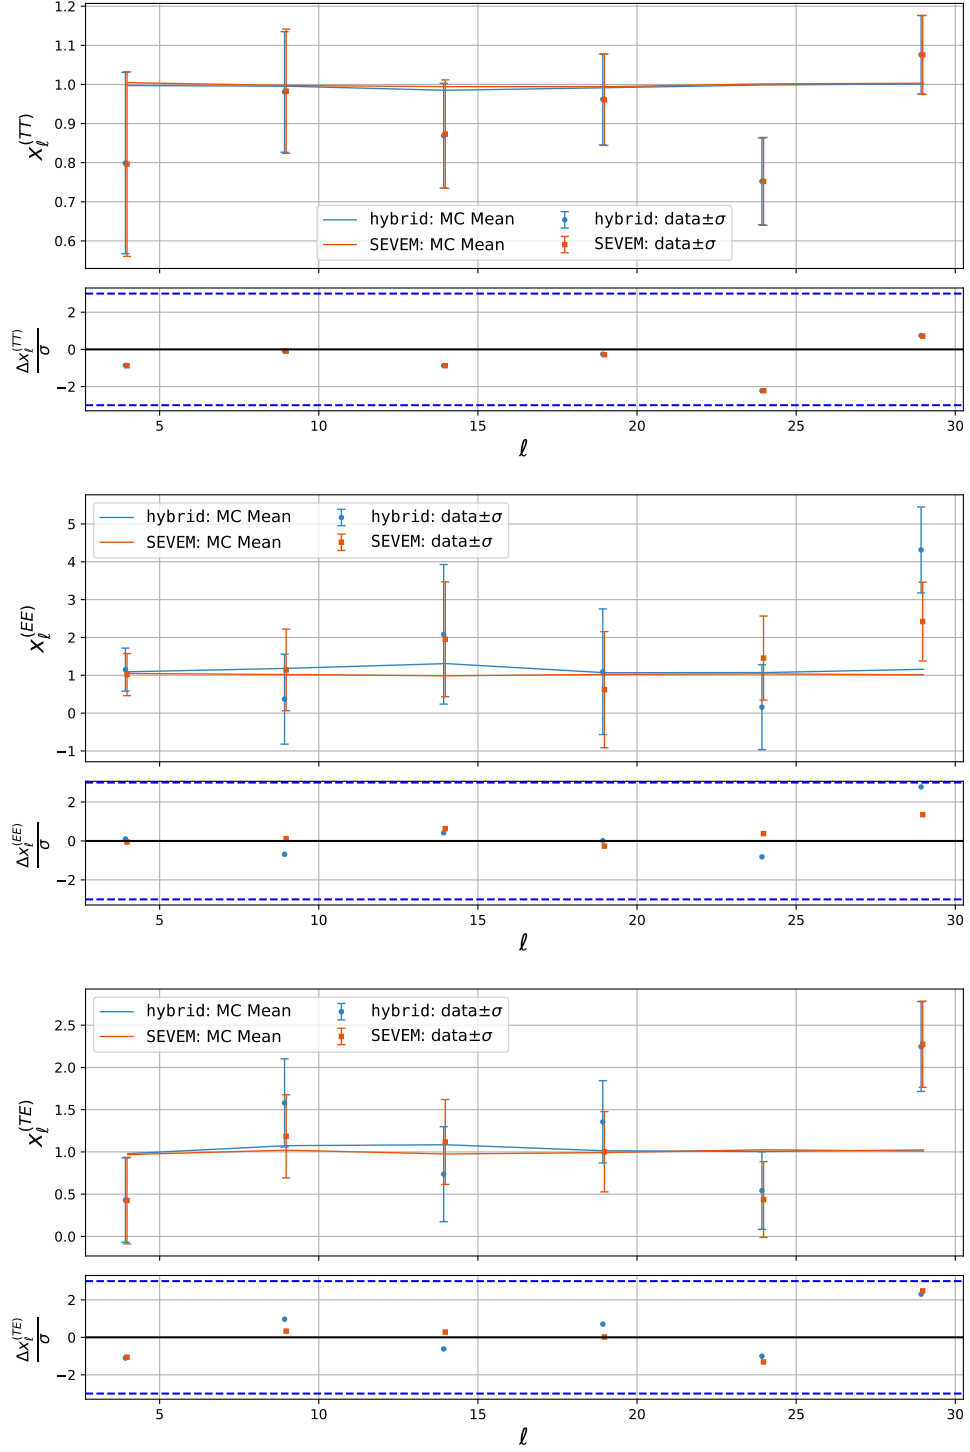 1.2
1.1
1.0
0.9
0.8
0.7
0.6
x_ℓ^(TT)
hybrid: MC Mean
SEVEM: MC Mean
hybrid: data±σ
SEVEM: data±σ
2
0
−2
Δx_ℓ^(TT)
σ
5 10 15 20 25 30
ℓ
5
4
3
2
1
0
−1
x_ℓ^(EE)
hybrid: MC Mean
SEVEM: MC Mean
hybrid: data±σ
SEVEM: data±σ
2
0
−2
Δx_ℓ^(EE)
σ
5 10 15 20 25 30
ℓ
2.5
2.0
1.5
1.0
0.5
0.0
x_ℓ^(TE)
hybrid: MC Mean
SEVEM: MC Mean
hybrid: data±σ
SEVEM: data±σ
2
0
−2
Δx_ℓ^(TE)
σ
5 10 15 20 25 30
ℓ